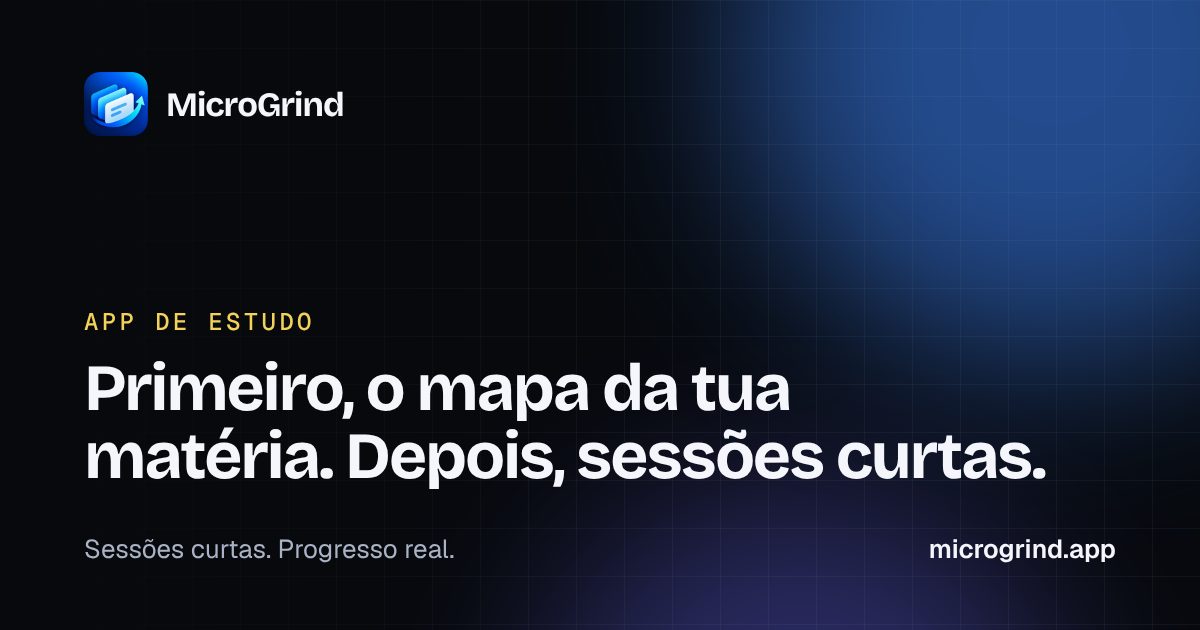 MicroGrind
APP DE ESTUDO
Primeiro, o mapa da tua
matéria. Depois, sessões curtas.
Sessões curtas. Progresso real.
microgrind.app